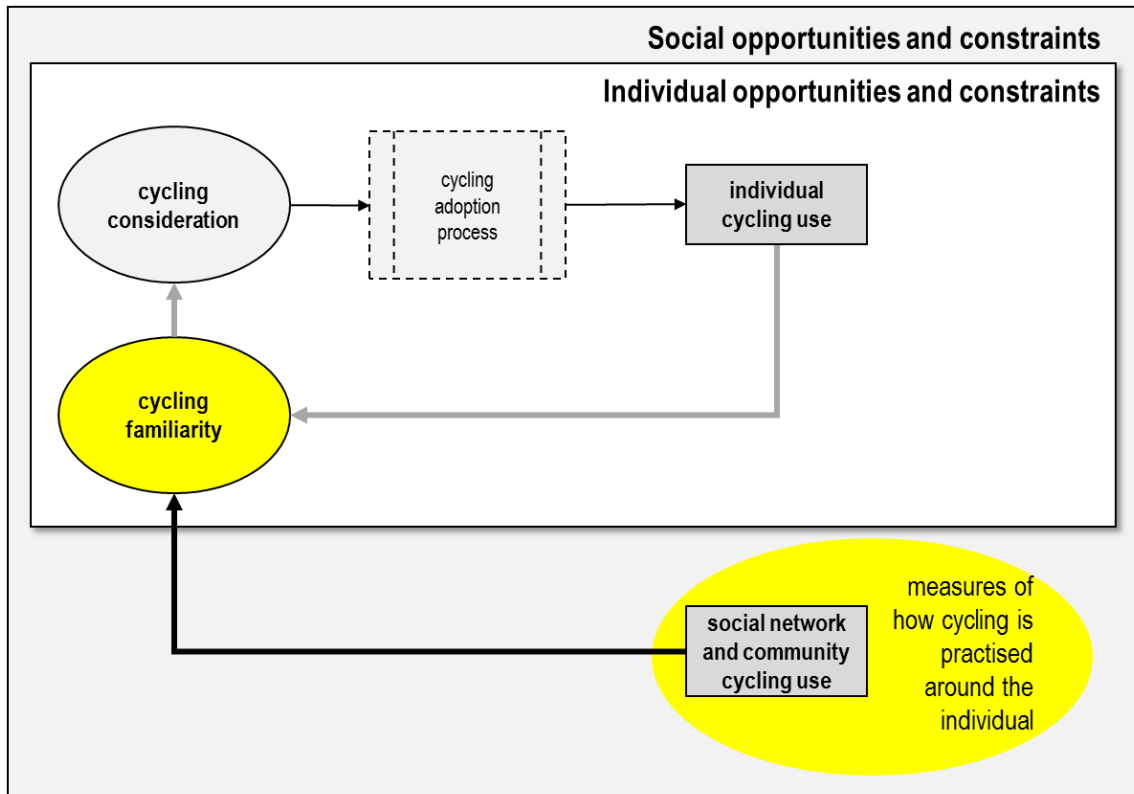 Social opportunities and constraints
Individual opportunities and constraints
cycling
consideration
cycling
adoption
process
individual
cycling use
cycling
familiarity
social network
and community
cycling use
measures of
how cycling is
practised
around the
individual